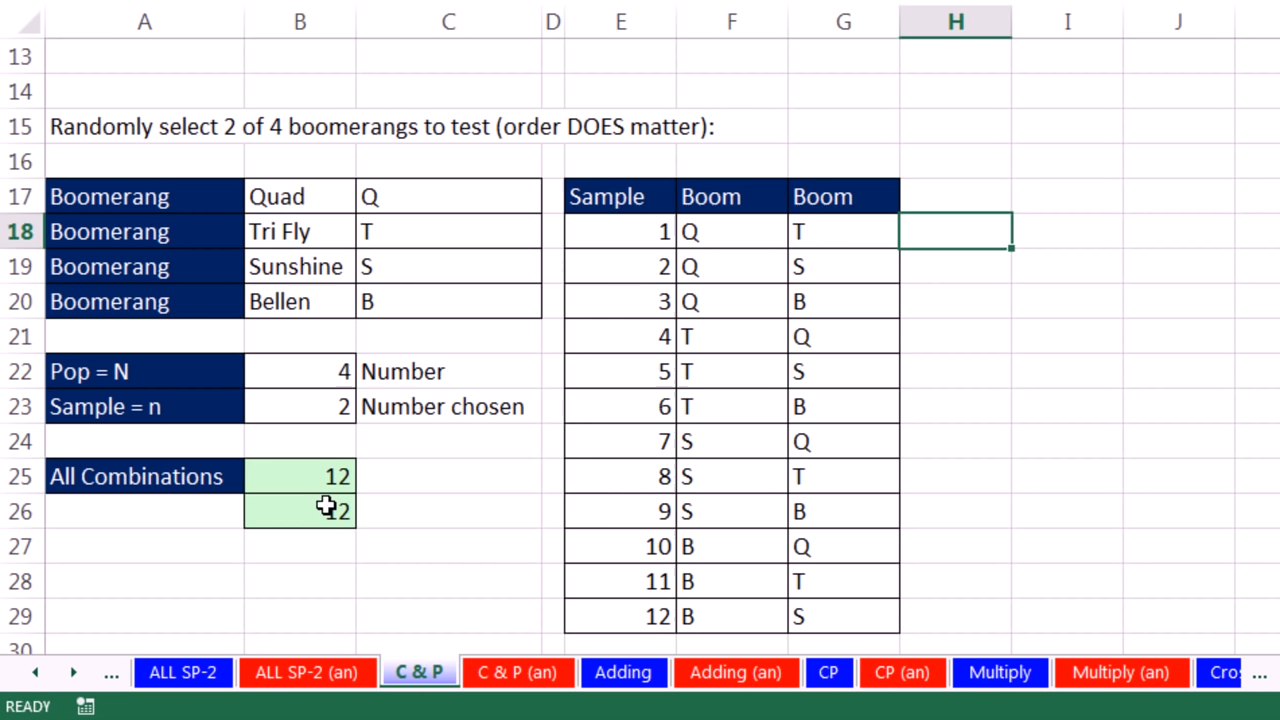 A B C D E F G H I J
13
14
15 Randomly select 2 of 4 boomerangs to test (order DOES matter):
16
17 Boomerang Quad Q Sample Boom Boom
18 Boomerang Tri Fly T 1 Q T
19 Boomerang Sunshine S 2 Q S
20 Boomerang Bellen B 3 Q B
21 4 T Q
22 Pop = N 4 Number 5 T S
23 Sample = n 2 Number chosen 6 T B
24 7 S Q
25 All Combinations 12 8 S T
26 12 9 S B
27 10 B Q
28 11 B T
29 12 B S
30
... ALL SP-2 ALL SP-2 (an) C & P C & P (an) Adding Adding (an) CP CP (an) Multiply Multiply (an) Cro ...
READY